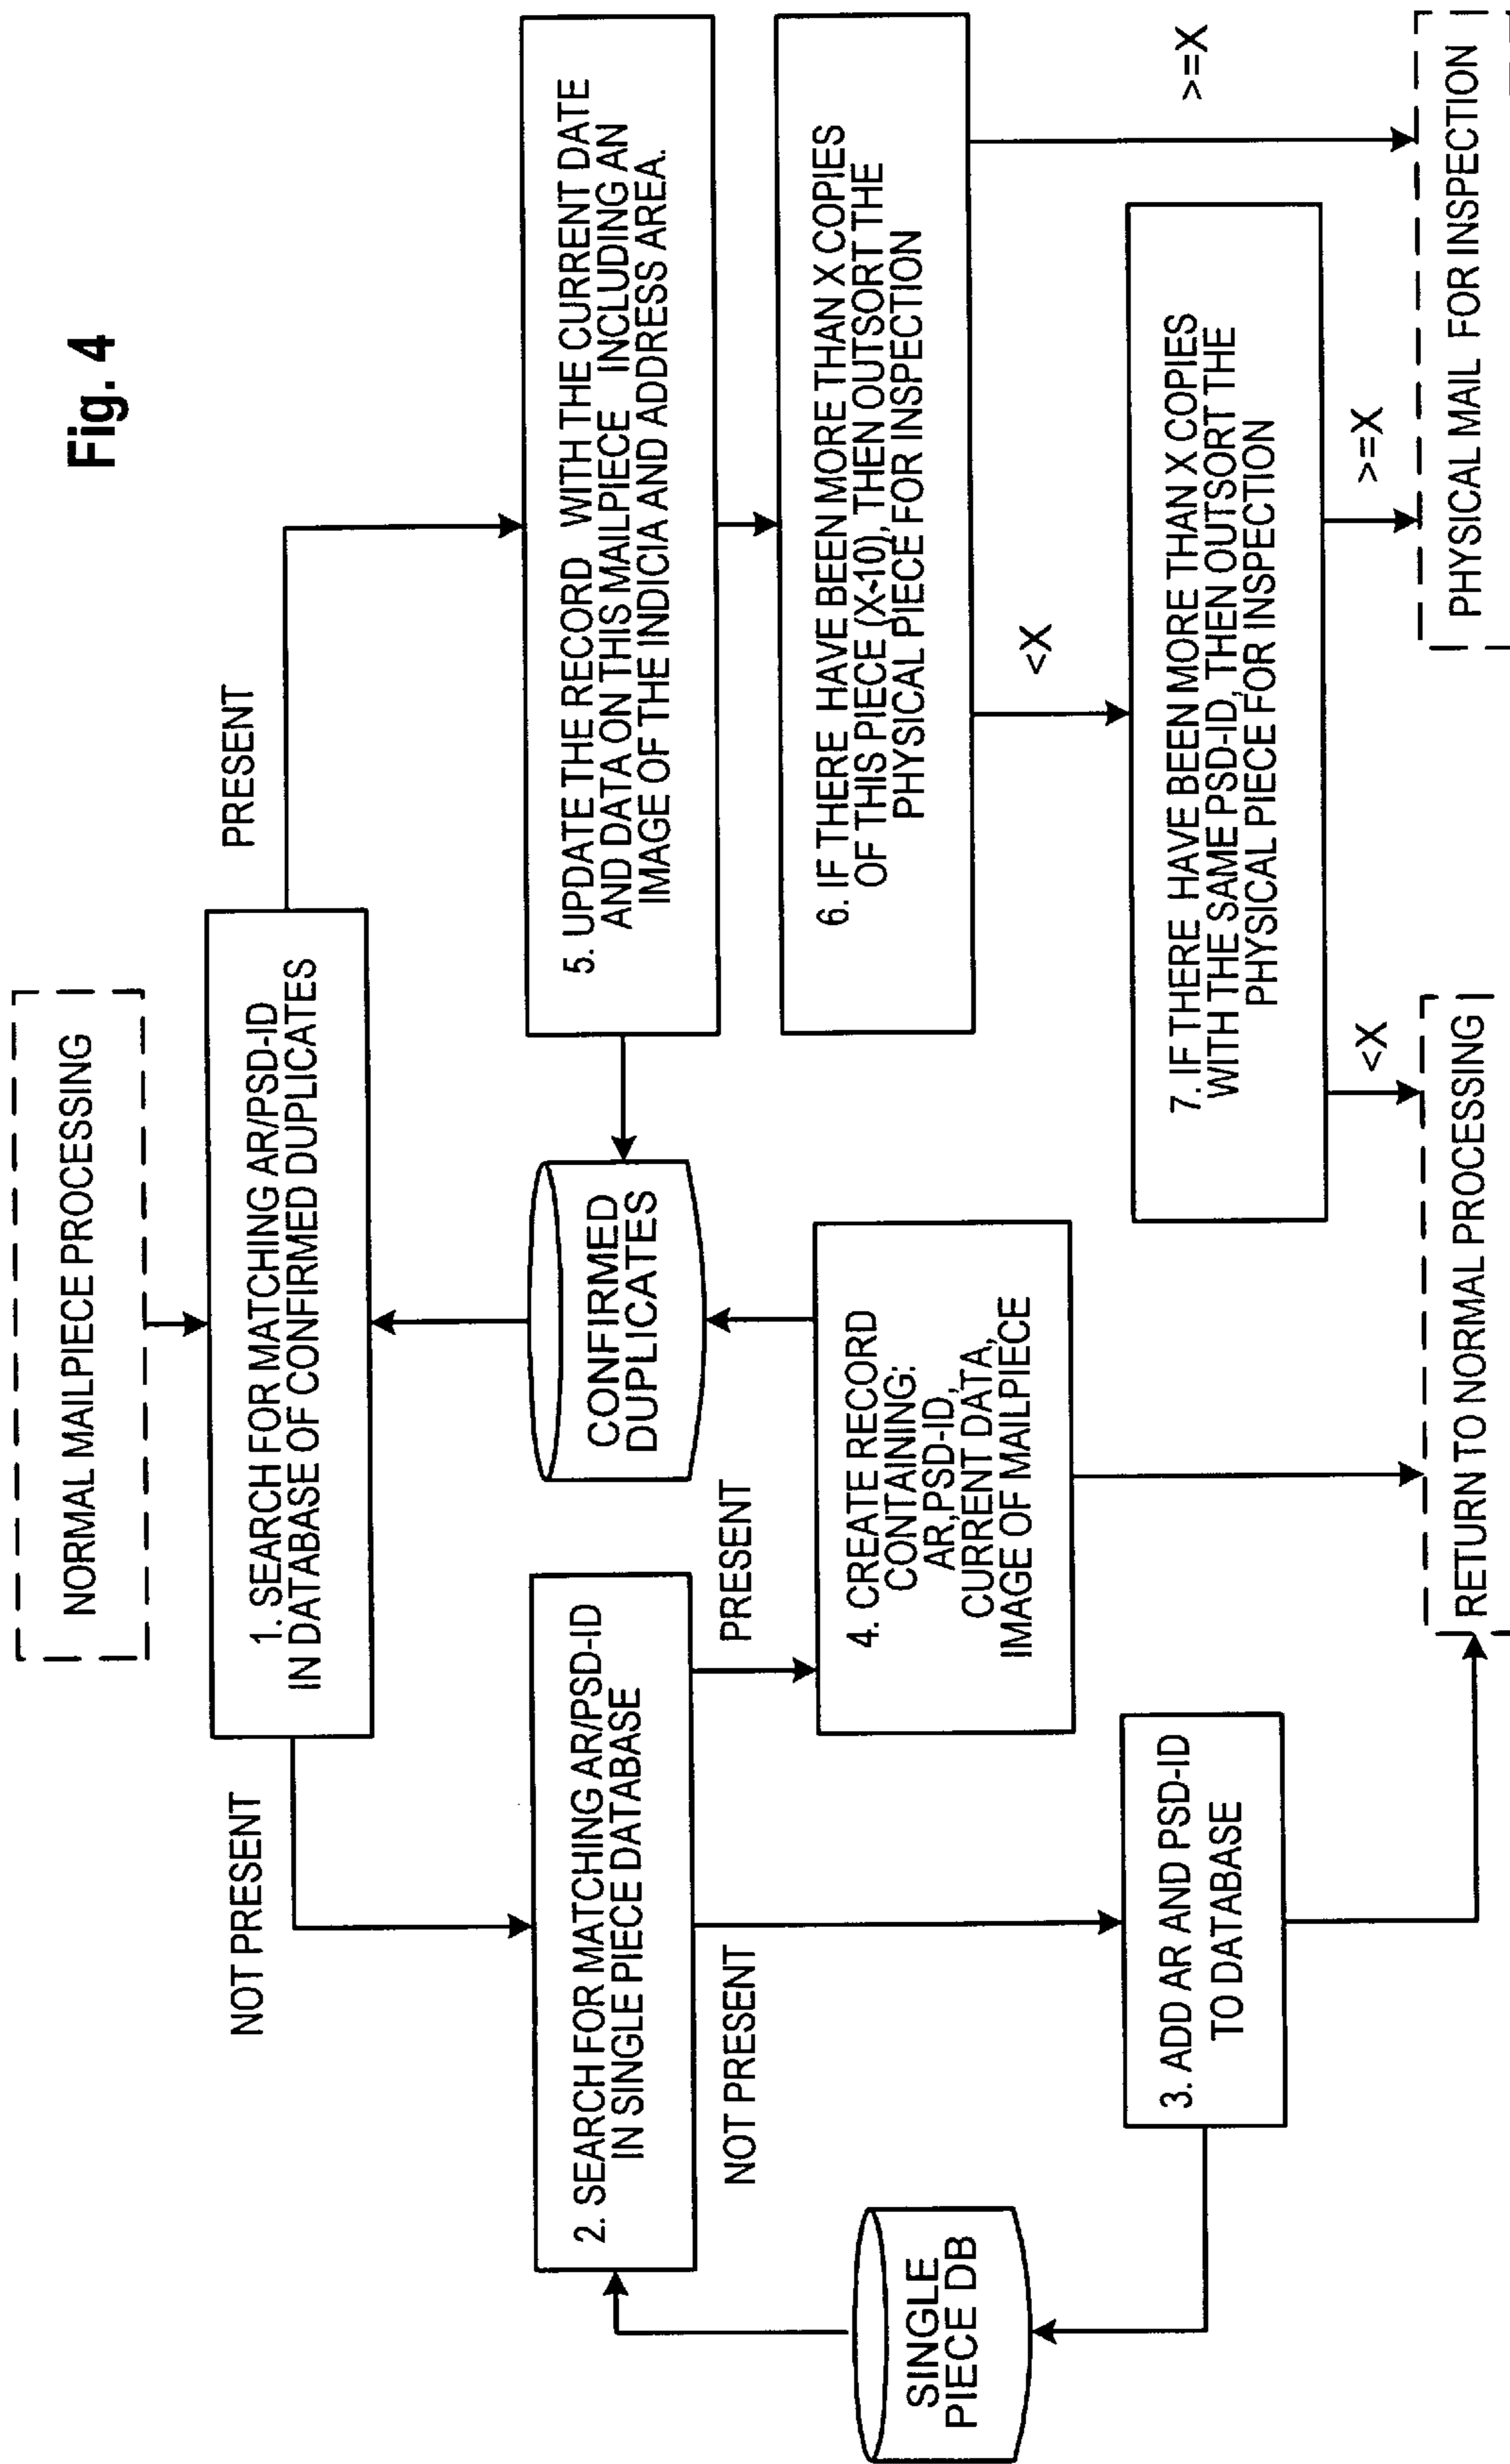 Fig. 4
NORMAL MAILPIECE PROCESSING
1. SEARCH FOR MATCHING AR/PSD-ID
IN DATABASE OF CONFIRMED DUPLICATES
NOT PRESENT
PRESENT
2. SEARCH FOR MATCHING AR/PSD-ID
IN SINGLE PIECE DATABASE
CONFIRMED
DUPLICATES
5. UPDATE THE RECORD WITH THE CURRENT DATE
AND DATA ON THIS MAILPIECE INCLUDING AN
IMAGE OF THE INDICIA AND ADDRESS AREA.
NOT PRESENT
PRESENT
SINGLE
PIECE DB
4. CREATE RECORD
CONTAINING:
AR,PSD-ID,
CURRENT DATA,
IMAGE OF MAILPIECE
6. IF THERE HAVE BEEN MORE THAN X COPIES
OF THIS PIECE (X~10), THEN OUTSORT THE
PHYSICAL PIECE FOR INSPECTION
<X
>=X
3. ADD AR AND PSD-ID
TO DATABASE
7. IF THERE HAVE BEEN MORE THAN X COPIES
WITH THE SAME PSD-ID, THEN OUTSORT THE
PHYSICAL PIECE FOR INSPECTION
<X
>=X
RETURN TO NORMAL PROCESSING
PHYSICAL MAIL FOR INSPECTION